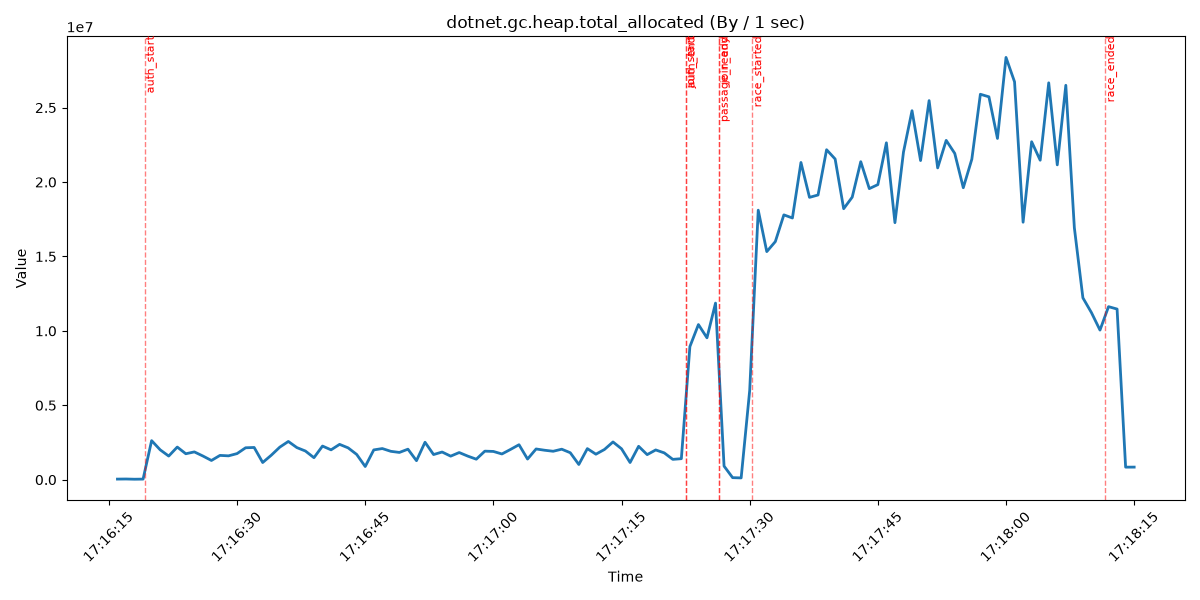 dotnet.gc.heap.total_allocated (By / 1 sec)
1e7
auth_start
race_started
race_ended
2.5
2.0
1.5
1.0
0.5
0.0
Value
17:16:15
17:16:30
17:16:45
17:17:00
17:17:15
17:17:30
17:17:45
17:18:00
17:18:15
Time